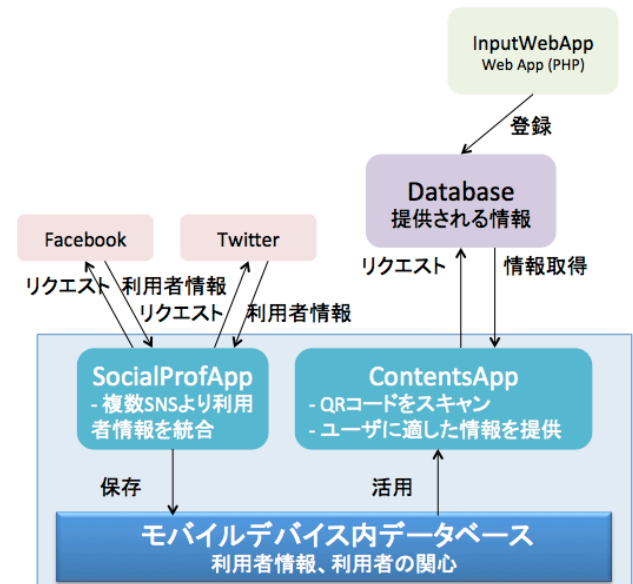 InputWebApp
Web App (PHP)
登録
Database
提供される情報
Facebook
Twitter
リクエスト
利用者情報
リクエスト
利用者情報
リクエスト
情報取得
SocialProfApp
- 複数SNSより利用
者情報を統合
ContentsApp
- QRコードをスキャン
- ユーザに適した情報を提供
保存
活用
モバイルデバイス内データベース
利用者情報、利用者の関心